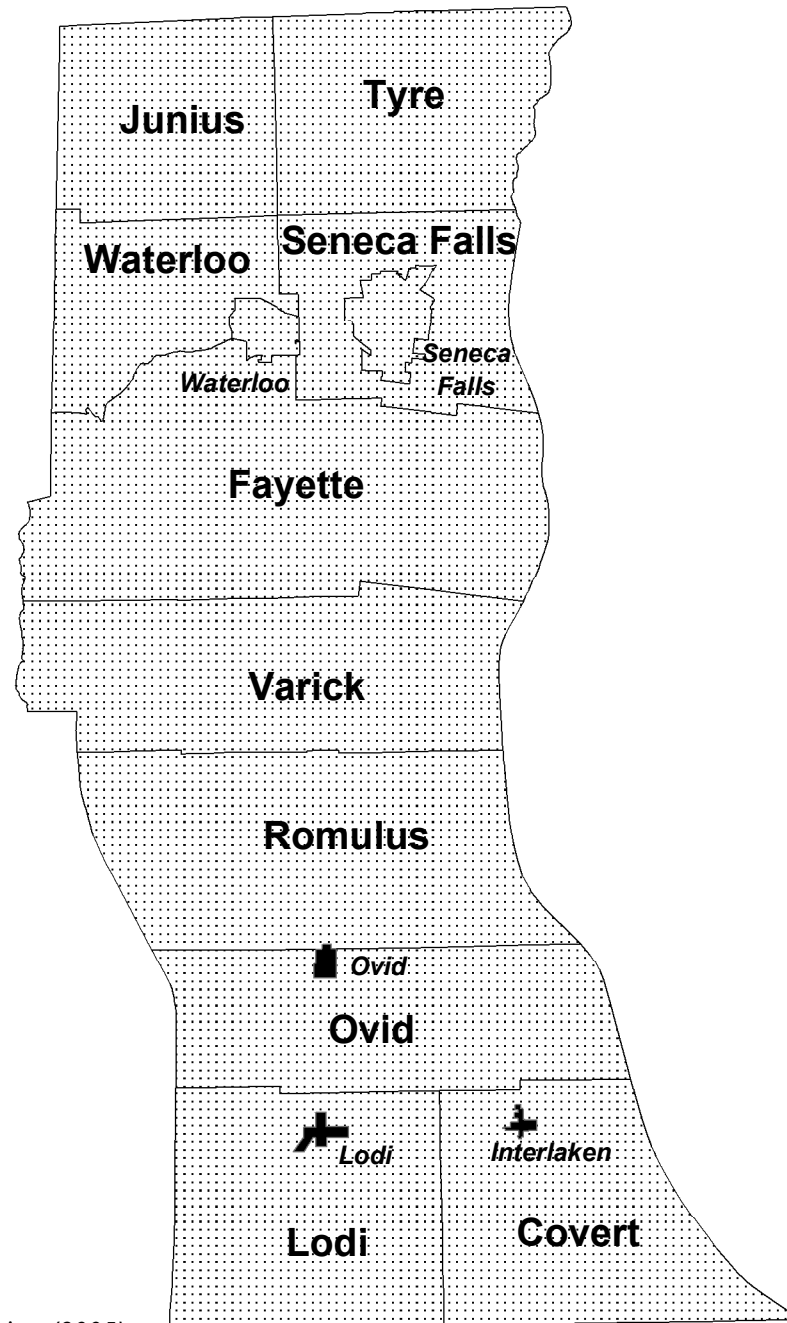 Tyre
Junius
Seneca Falls
Waterloo
Seneca
Falls
Waterloo
Fayette
Varick
Romulus
Ovid
Ovid
Lodi
Interlaken
Lodi
Covert